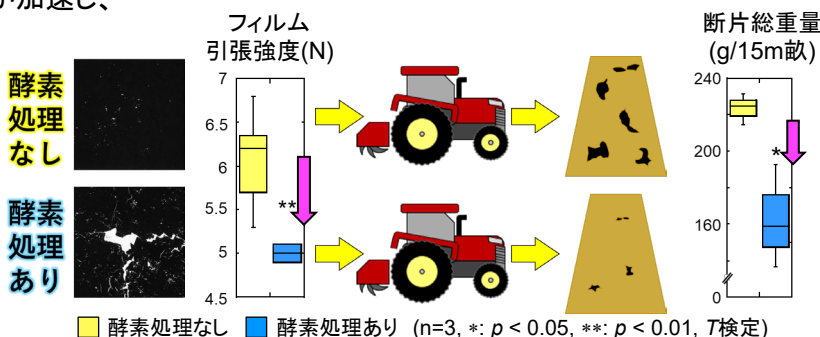 が加速し、
フィルム
引張強度(N)
断片総重量
(g/15m畝)
酵素
処理
なし
酵素
処理
あり
7
6.5
6
5.5
5
4.5
**
240
200
160
0
*
酵素処理なし 酵素処理あり (n=3, *: p < 0.05, **: p < 0.01, T検定)